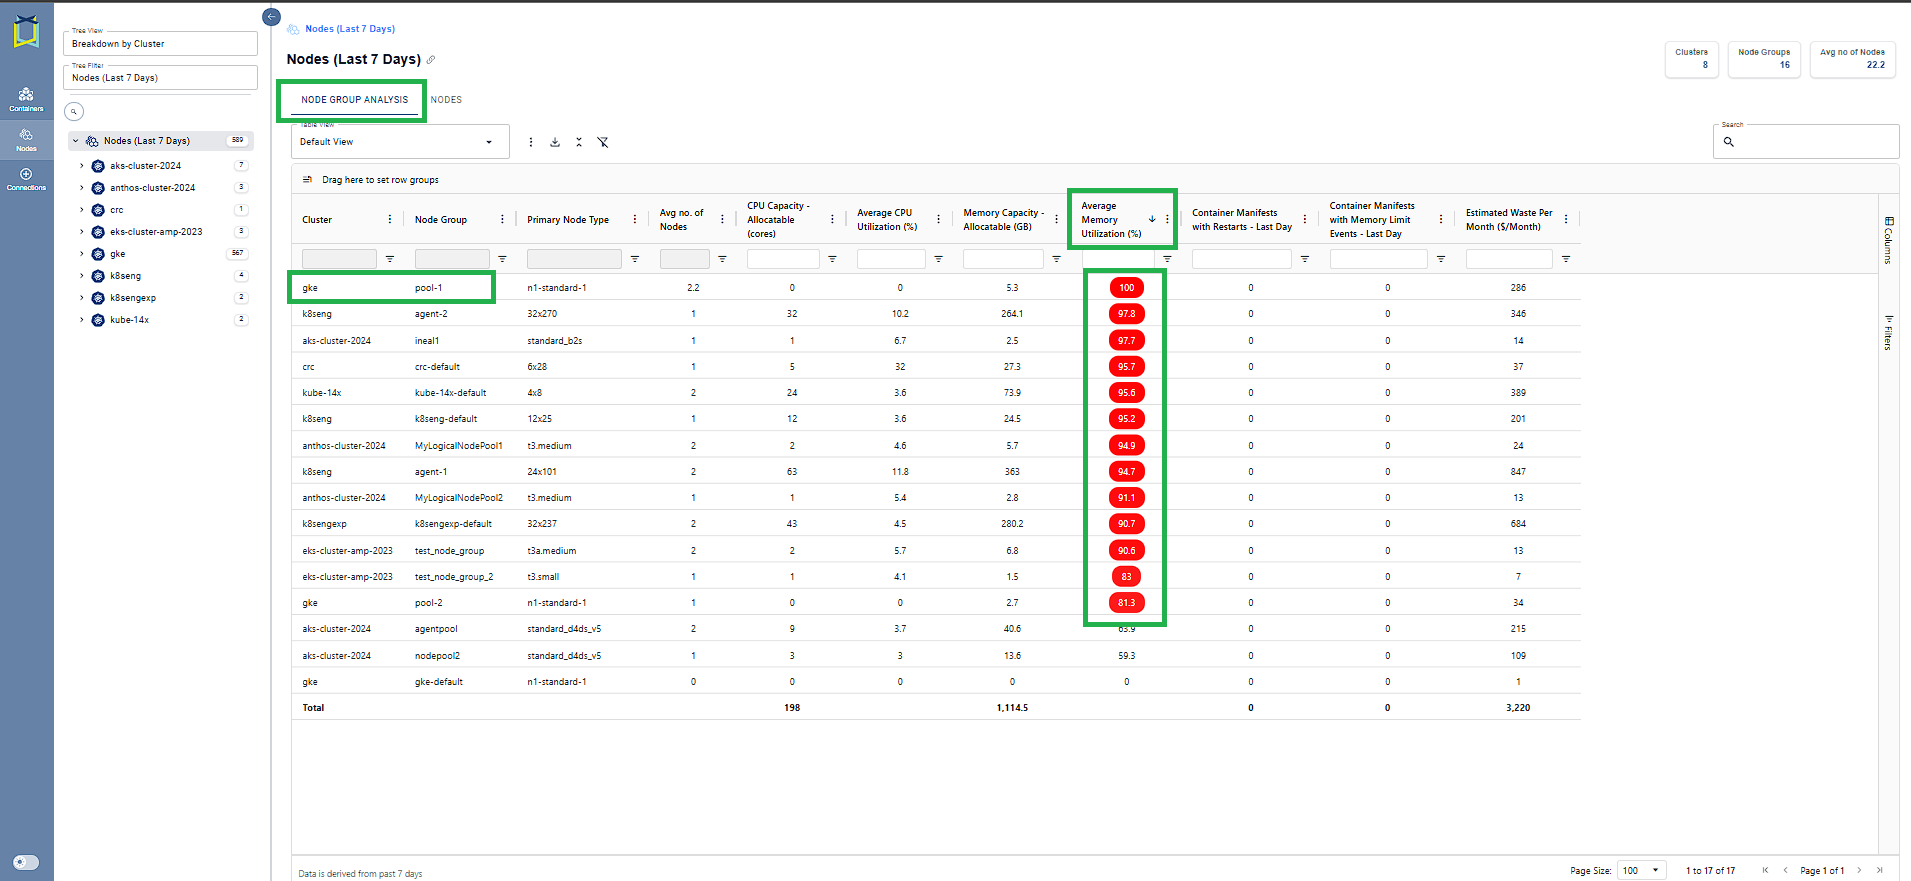 Containers
Nodes
Connections
Tree View
Breakdown by Cluster
Tree Filter
Nodes (Last 7 Days)
Nodes (Last 7 Days) 589
aks-cluster-2024 7
anthos-cluster-2024 3
crc 1
eks-cluster-amp-2023 3
gke 567
k8seng 4
k8sengexp 2
kube-14x 2
Nodes (Last 7 Days)
Nodes (Last 7 Days)
Clusters 8
Node Groups 16
Avg no of Nodes 22.2
NODE GROUP ANALYSIS NODES
Table View
Default View
Search
Drag here to set row groups
Cluster Node Group Primary Node Type Avg no. of Nodes CPU Capacity - Allocatable (cores) Average CPU Utilization (%) Memory Capacity - Allocatable (GB) Average Memory Utilization (%) Container Manifests with Restarts - Last Day Container Manifests with Memory Limit Events - Last Day Estimated Waste Per Month ($/Month)
gke pool-1 n1-standard-1 2.2 0 0 5.3 100 0 0 286
k8seng agent-2 32x270 1 32 10.2 264.1 97.8 0 0 346
aks-cluster-2024 ineal1 standard_b2s 1 1 6.7 2.5 97.7 0 0 14
crc crc-default 6x28 1 5 32 27.3 95.7 0 0 37
kube-14x kube-14x-default 4x8 2 24 3.6 73.9 95.6 0 0 389
k8seng k8seng-default 12x25 1 12 3.6 24.5 95.2 0 0 201
anthos-cluster-2024 MyLogicalNodePool1 t3.medium 2 2 4.6 5.7 94.9 0 0 24
k8seng agent-1 24x101 2 63 11.8 363 94.7 0 0 847
anthos-cluster-2024 MyLogicalNodePool2 t3.medium 1 1 5.4 2.8 91.1 0 0 13
k8sengexp k8sengexp-default 32x237 2 43 4.5 280.2 90.7 0 0 684
eks-cluster-amp-2023 test_node_group t3a.medium 2 2 5.7 6.8 90.6 0 0 13
eks-cluster-amp-2023 test_node_group_2 t3.small 1 1 4.1 1.5 83 0 0 7
gke pool-2 n1-standard-1 1 0 0 2.7 81.3 0 0 34
aks-cluster-2024 agentpool standard_d4ds_v5 2 9 3.7 40.6 63.9 0 0 215
aks-cluster-2024 nodepool2 standard_d4ds_v5 1 3 3 13.6 59.3 0 0 109
gke gke-default n1-standard-1 0 0 0 0 0 0 0 1
Total 198 1,114.5 0 0 3,220
Columns
Filters
Data is derived from past 7 days
Page Size: 100 1 to 17 of 17 Page 1 of 1